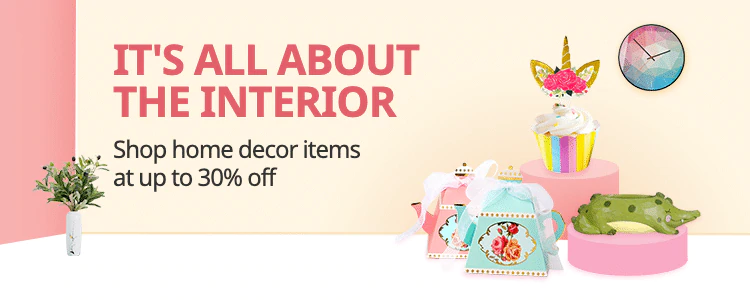 IT'S ALL ABOUT
THE INTERIOR
Shop home decor items
at up to 30% off